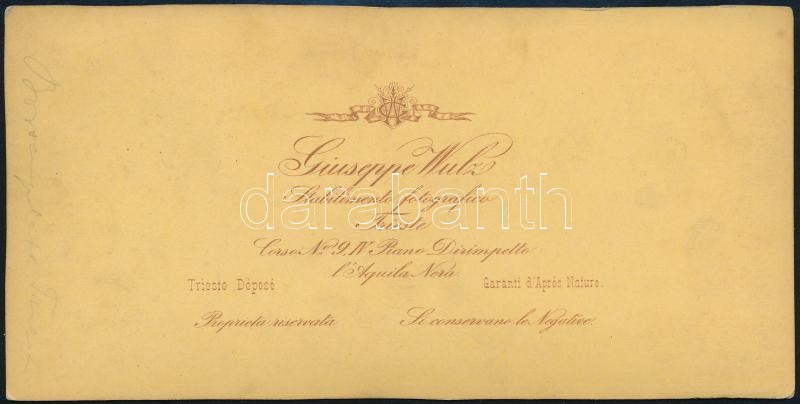 Giuseppe Wulz
Stabilimento fotografico
Trieste
Corso No 9, IV Piano Dirimpetto
l'Aquila Nera
Trieste Déposé. Garanti d'Après Nature.
Proprieta riservata Si conservano le Negative.
darabanth